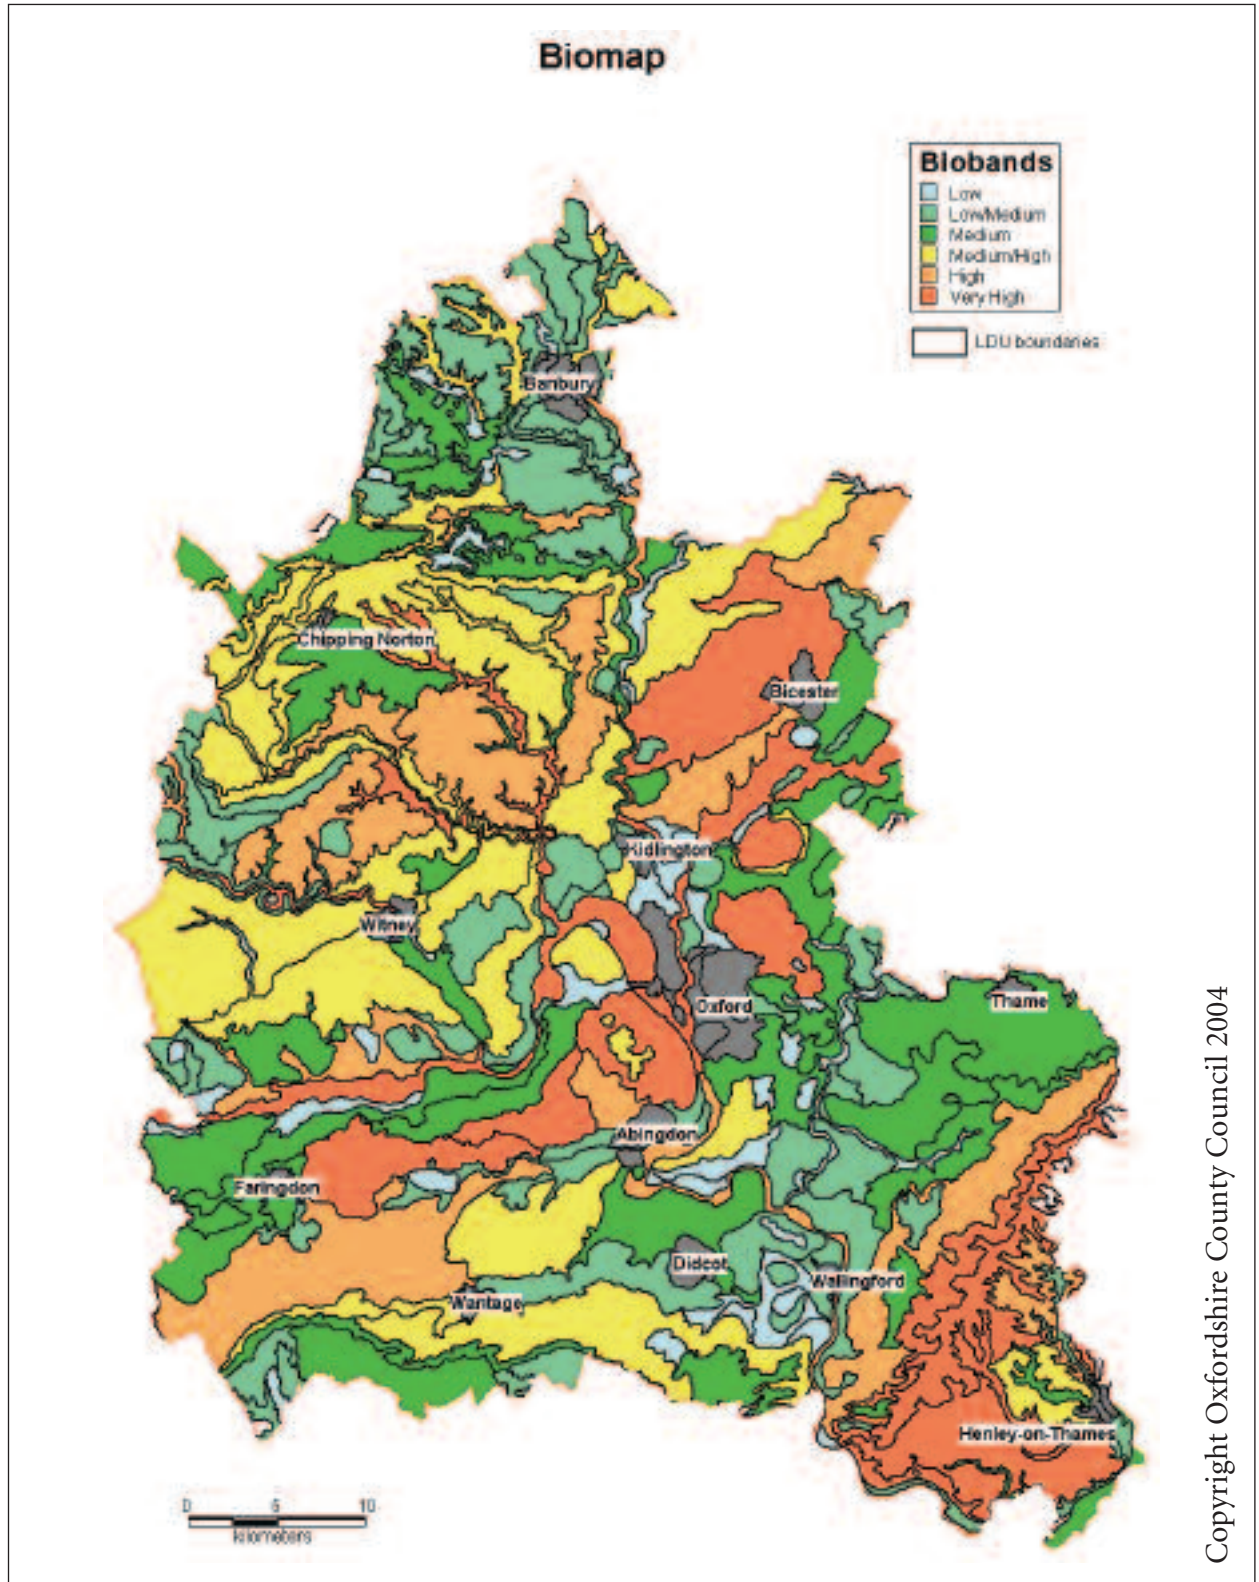 Biomap
Biobands
Low
Low/Medium
Medium
Medium/High
High
Very High
LDU boundaries
Banbury
Chipping Norton
Bicester
Kidlington
Witney
Oxford
Thame
Abingdon
Faringdon
Didcot
Wallingford
Wantage
Henley-on-Thames
0 5 10
kilometers
Copyright Oxfordshire County Council 2004